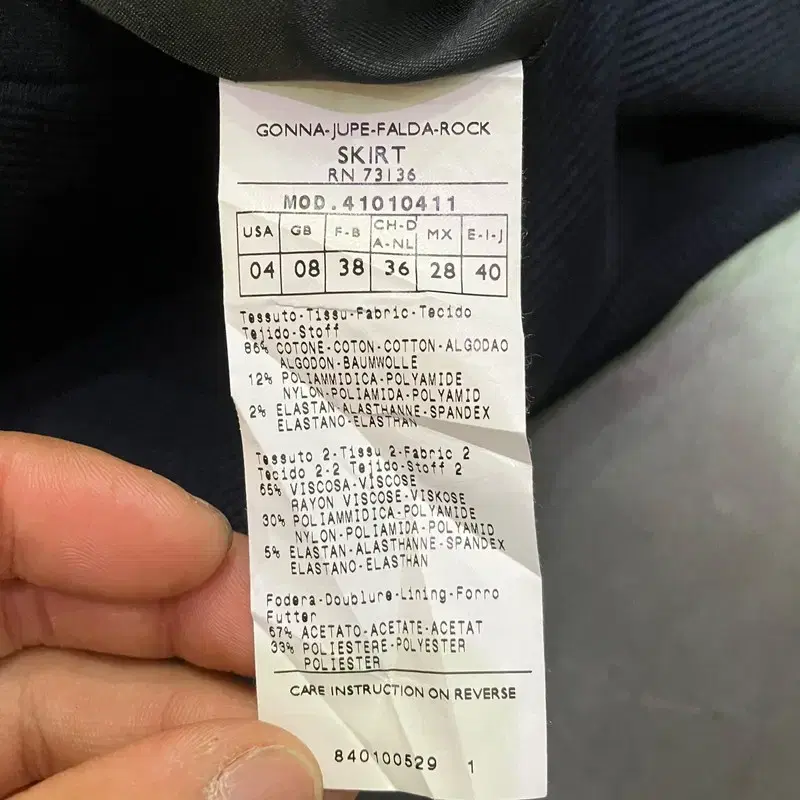 GONNA-JUPE-FALDA-ROCK
SKIRT
RN 73136
MOD.41010411
USA GB F-B CH-D A-NL MX E-I-J
04 08 38 36 28 40
Tessuto-Tissu-Fabric-Tecido
Tejido-Stoff
86% COTONE-COTON-COTTON-ALGODAO
ALGODON-BAUMWOLLE
12% POLIAMMIDICA-POLYAMIDE
NYLON-POLIAMIDA-POLYAMID
2% ELASTAN-ALASTHANNE-SPANDEX
ELASTANO-ELASTHAN
Tessuto 2-Tissu 2-Fabric 2
Tecido 2-2 Tejido-Stoff 2
65% VISCOSA-VISCOSE
RAYON VISCOSE-VISKOSE
30% POLIAMMIDICA-POLYAMIDE
NYLON-POLIAMIDA-POLYAMID
5% ELASTAN-ALASTHANNE-SPANDEX
ELASTANO-ELASTHAN
Fodera-Doublure-Lining-Forro
Futter
67% ACETATO-ACETATE-ACETAT
33% POLIESTERE-POLYESTER
POLIESTER
CARE INSTRUCTION ON REVERSE
840100529 1